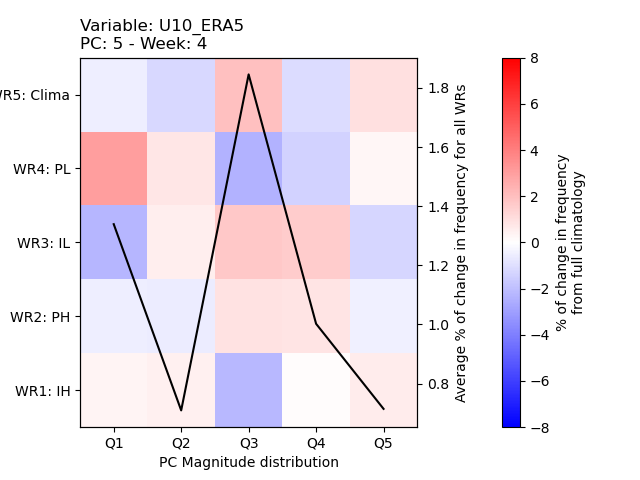 Variable: U10_ERA5
PC: 5 - Week: 4
WR5: Clima
WR4: PL
WR3: IL
WR2: PH
WR1: IH
Q1 Q2 Q3 Q4 Q5
PC Magnitude distribution
1.8
1.6
1.4
1.2
1.0
0.8
Average % of change in frequency for all WRs
8
6
4
2
0
−2
−4
−6
−8
% of change in frequency
from full climatology